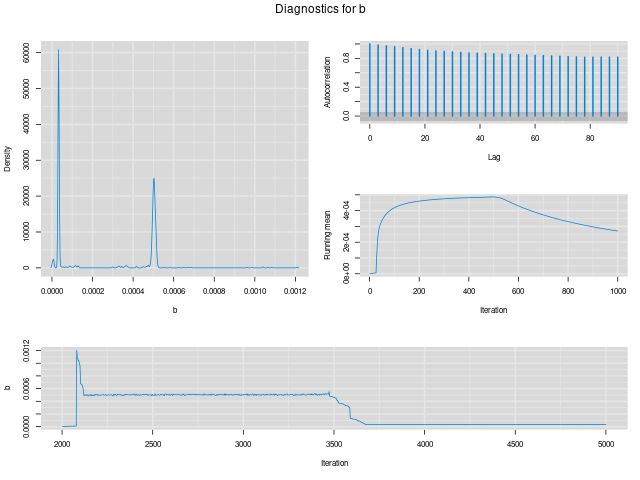 Diagnostics for b
Density
0 10000 20000 30000 40000 50000 60000
0.0000 0.0002 0.0004 0.0006 0.0008 0.0010 0.0012
b
Autocorrelation
0.0 0.4 0.8
0 20 40 60 80
Lag
Running mean
0e+00 2e-04 4e-04
0 200 400 600 800 1000
Iteration
b
0.0000 0.0006 0.0012
2000 2500 3000 3500 4000 4500 5000
Iteration